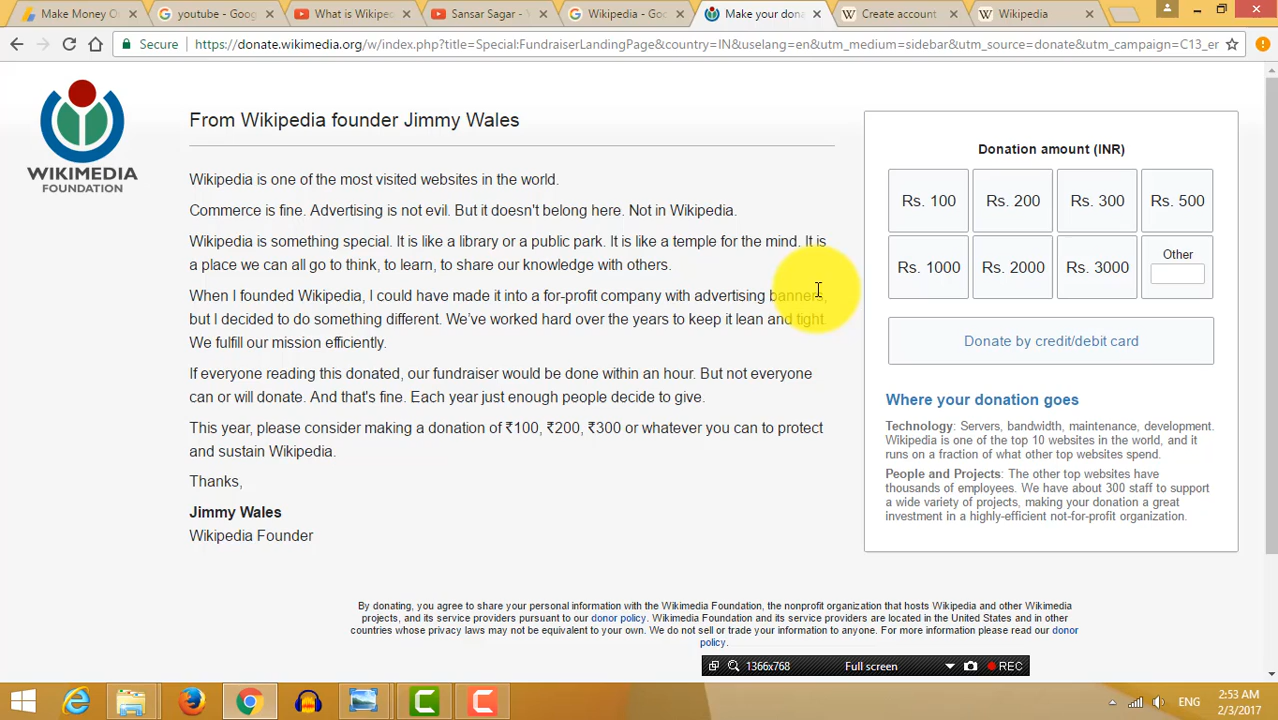 Make Money O
youtube - Goog
What is Wikipe
Sansar Sagar - 
Wikipedia - Goo
Make your dona
Create account
Wikipedia
Secure
https://donate.wikimedia.org/w/index.php?title=Special:FundraiserLandingPage&country=IN&uselang=en&utm_medium=sidebar&utm_source=donate&utm_campaign=C13_er
WIKIMEDIA
FOUNDATION
From Wikipedia founder Jimmy Wales
Wikipedia is one of the most visited websites in the world.
Commerce is fine. Advertising is not evil. But it doesn't belong here. Not in Wikipedia.
Wikipedia is something special. It is like a library or a public park. It is like a temple for the mind. It is
a place we can all go to think, to learn, to share our knowledge with others.
When I founded Wikipedia, I could have made it into a for-profit company with advertising banners,
but I decided to do something different. We've worked hard over the years to keep it lean and tight.
We fulfill our mission efficiently.
If everyone reading this donated, our fundraiser would be done within an hour. But not everyone
can or will donate. And that's fine. Each year just enough people decide to give.
This year, please consider making a donation of ₹100, ₹200, ₹300 or whatever you can to protect
and sustain Wikipedia.
Thanks,
Jimmy Wales
Wikipedia Founder
Donation amount (INR)
Rs. 100
Rs. 200
Rs. 300
Rs. 500
Rs. 1000
Rs. 2000
Rs. 3000
Other
Donate by credit/debit card
Where your donation goes
Technology: Servers, bandwidth, maintenance, development.
Wikipedia is one of the top 10 websites in the world, and it
runs on a fraction of what other top websites spend.
People and Projects: The other top websites have
thousands of employees. We have about 300 staff to support
a wide variety of projects, making your donation a great
investment in a highly-efficient not-for-profit organization.
By donating, you agree to share your personal information with the Wikimedia Foundation, the nonprofit organization that hosts Wikipedia and other Wikimedia
projects, and its service providers pursuant to our donor policy. Wikimedia Foundation and its service providers are located in the United States and in other
countries whose privacy laws may not be equivalent to your own. We do not sell or trade your information to anyone. For more information please read our donor
policy.
1366x768
Full screen
REC
ENG
2:53 AM
2/3/2017